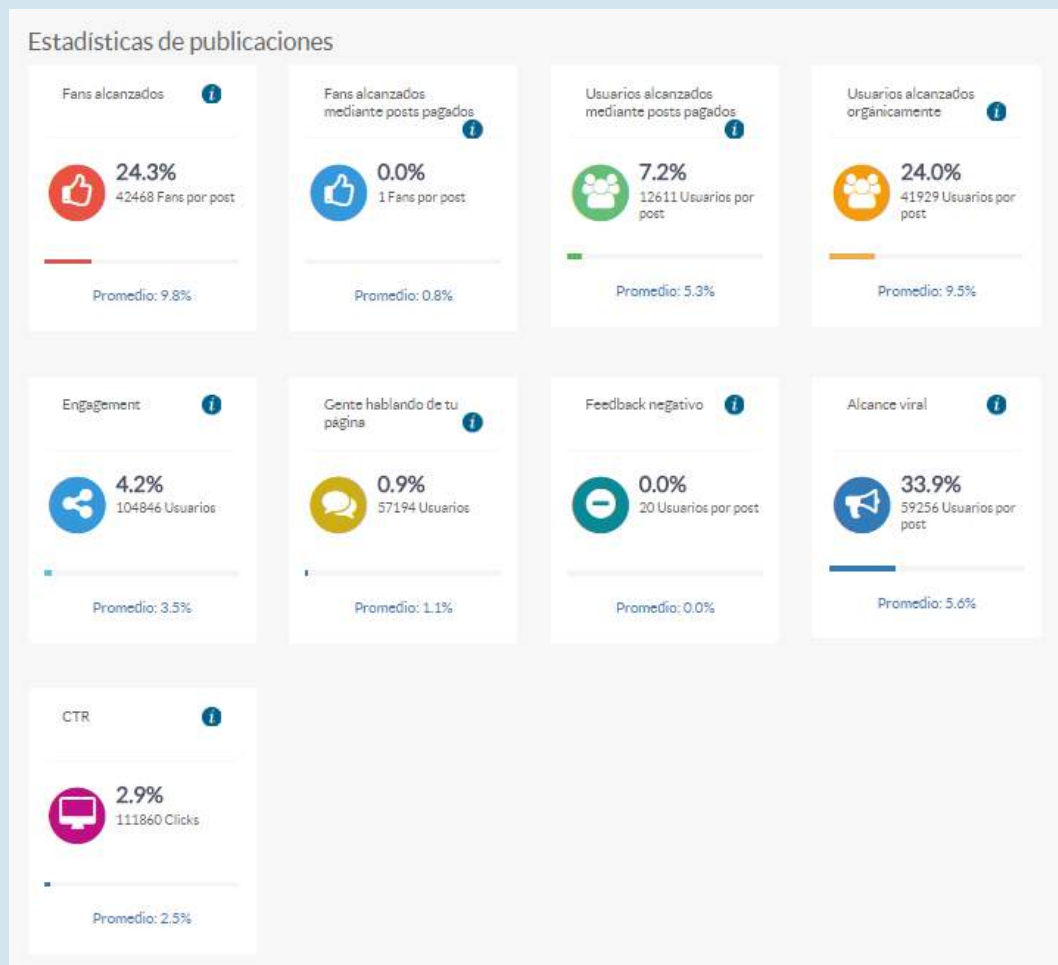 Estadísticas de publicaciones
Fans alcanzados
24.3%
42468 Fans por post
Promedio: 9.8%
Fans alcanzados
mediante posts pagados
0.0%
1 Fans por post
Promedio: 0.8%
Usuarios alcanzados
mediante posts pagados
7.2%
12611 Usuarios por
post
Promedio: 5.3%
Usuarios alcanzados
orgánicamente
24.0%
41929 Usuarios por
post
Promedio: 9.5%
Engagement
4.2%
104846 Usuarios
Promedio: 3.5%
Gente hablando de tu
página
0.9%
57194 Usuarios
Promedio: 1.1%
Feedback negativo
0.0%
20 Usuarios por post
Promedio: 0.0%
Alcance viral
33.9%
59256 Usuarios por
post
Promedio: 5.6%
CTR
2.9%
111860 Clicks
Promedio: 2.5%